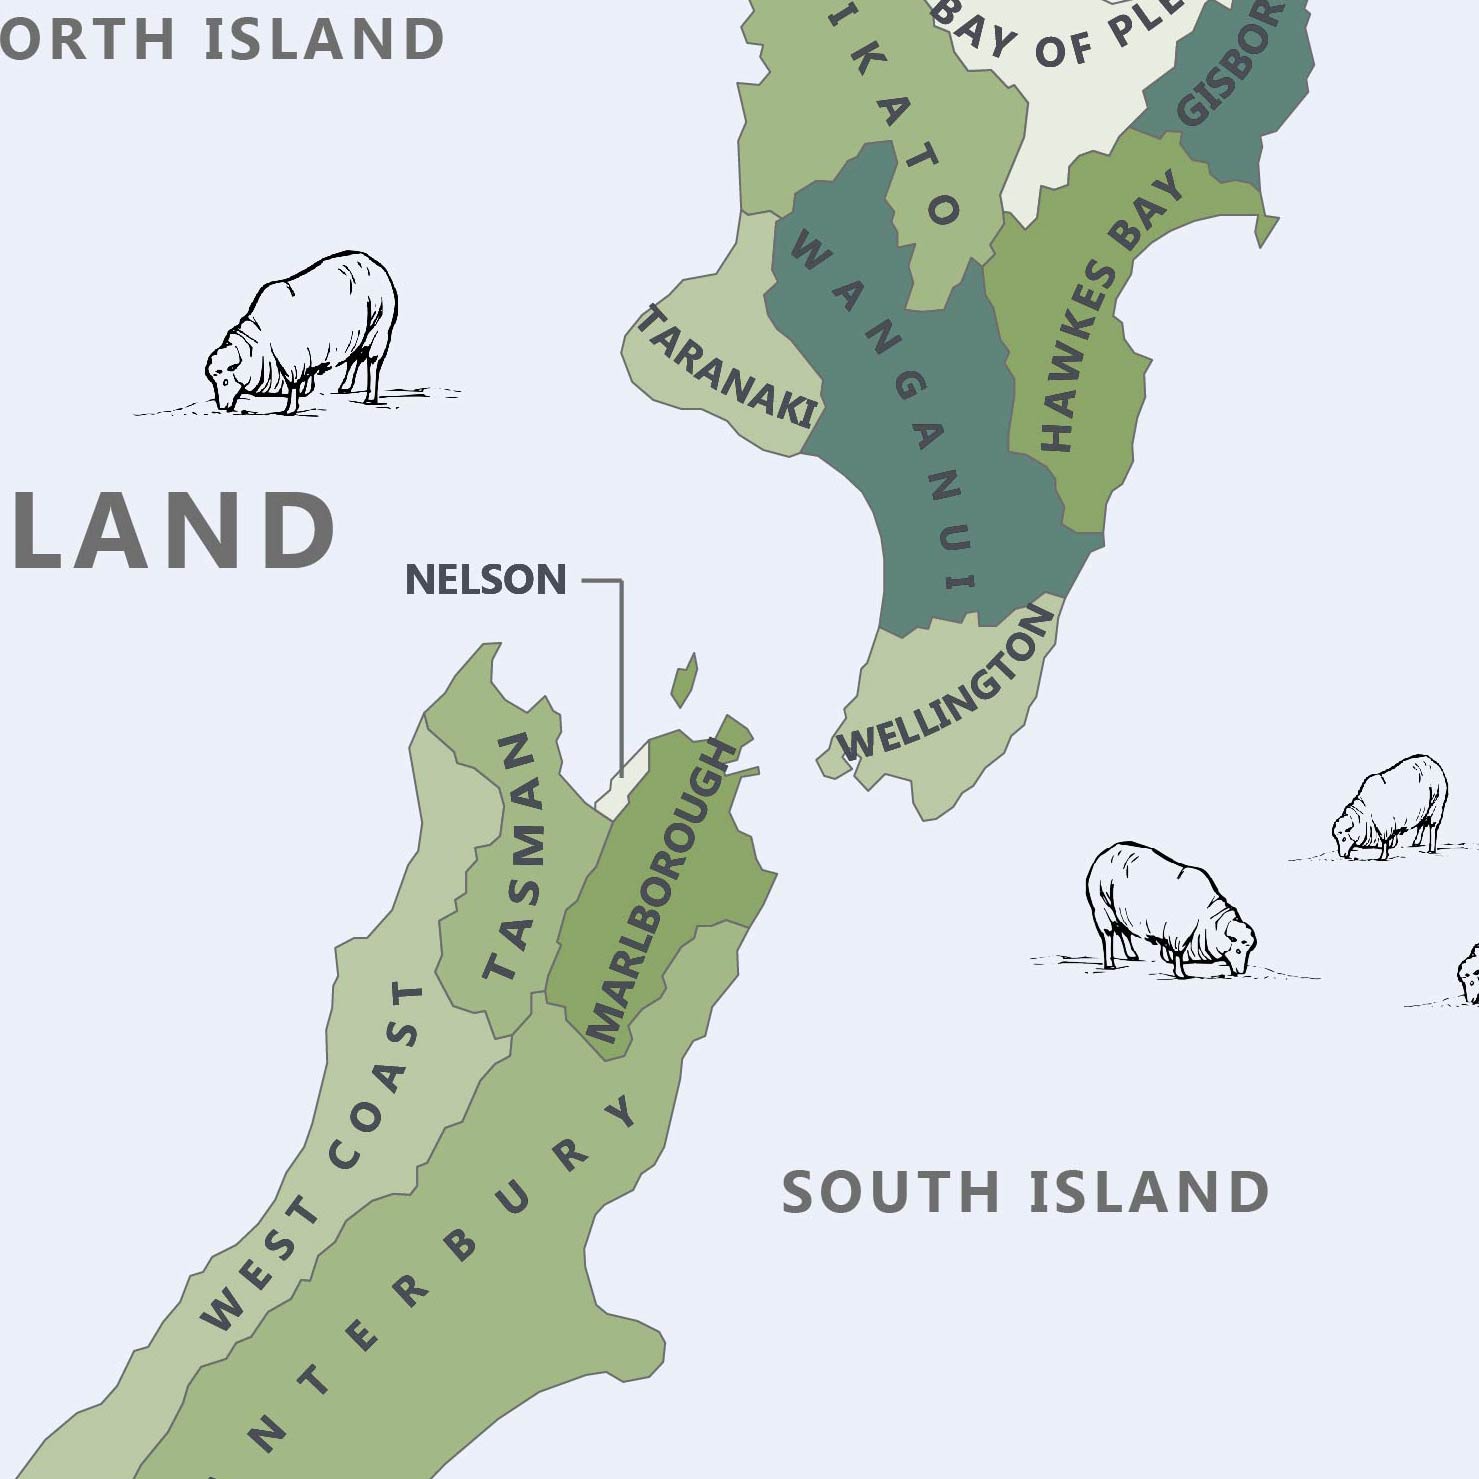 ORTH ISLAND
IKATO
BAY OF PLE
GISBOR
HAWKES BAY
WANGANUI
TARANAKI
LAND
NELSON
WELLINGTON
TASMAN
MARLBOROUGH
WEST COAST
NTERBURY
SOUTH ISLAND